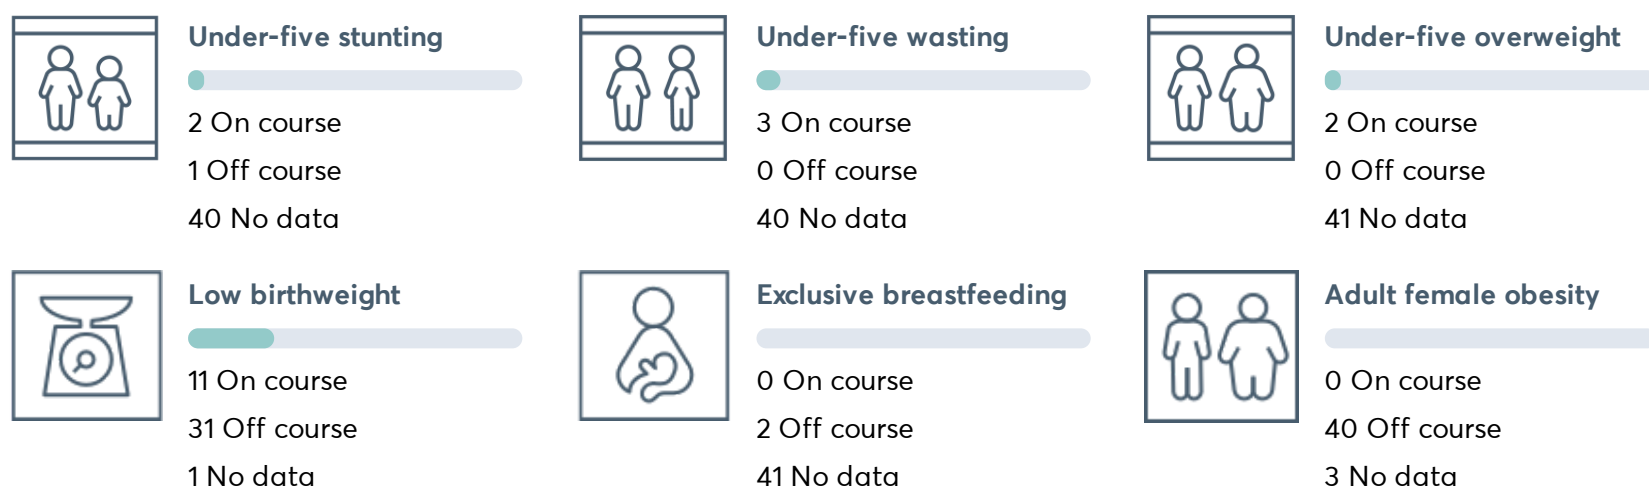 Under-five stunting
2 On course
1 Off course
40 No data
Under-five wasting
3 On course
0 Off course
40 No data
Under-five overweight
2 On course
0 Off course
41 No data
Low birthweight
11 On course
31 Off course
1 No data
Exclusive breastfeeding
0 On course
2 Off course
41 No data
Adult female obesity
0 On course
40 Off course
3 No data